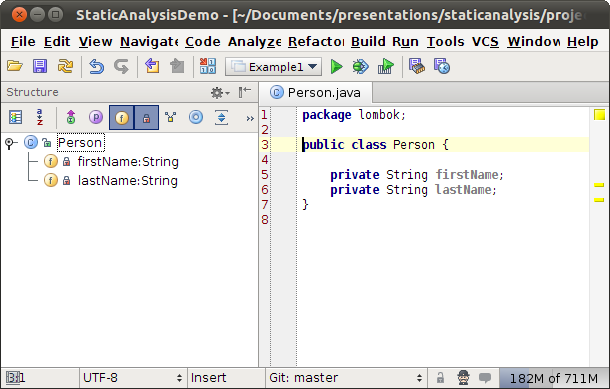 StaticAnalysisDemo - [~/Documents/presentations/staticanalysis/proje
File Edit View Navigate Code Analyze Refactor Build Run Tools VCS Window Help
Example1
Structure
Person.java
Person
firstName:String
lastName:String
1 package lombok;
2
3 public class Person {
4
5 private String firstName;
6 private String lastName;
7 }
8
3:1 UTF-8 Insert Git: master 182M of 711M